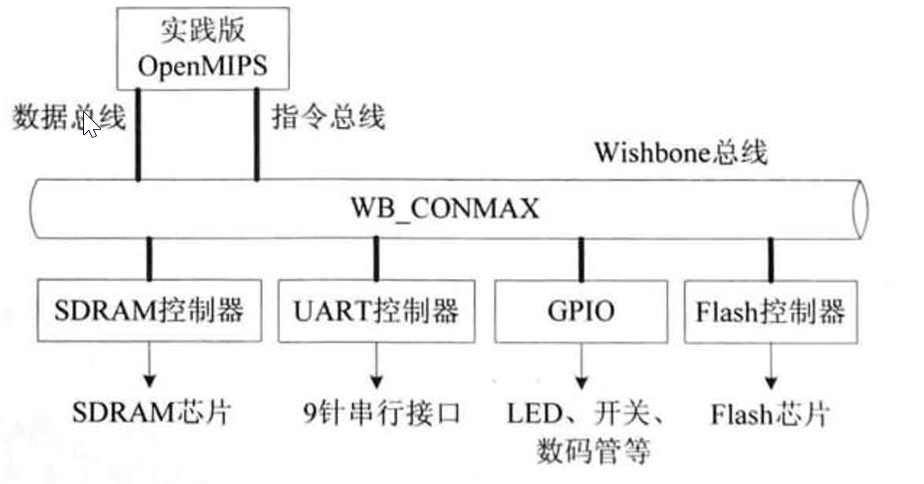 实践版
OpenMIPS
数据总线
指令总线
Wishbone总线
WB_CONMAX
SDRAM控制器
UART控制器
GPIO
Flash控制器
SDRAM芯片
9针串行接口
LED、开关、
数码管等
Flash芯片